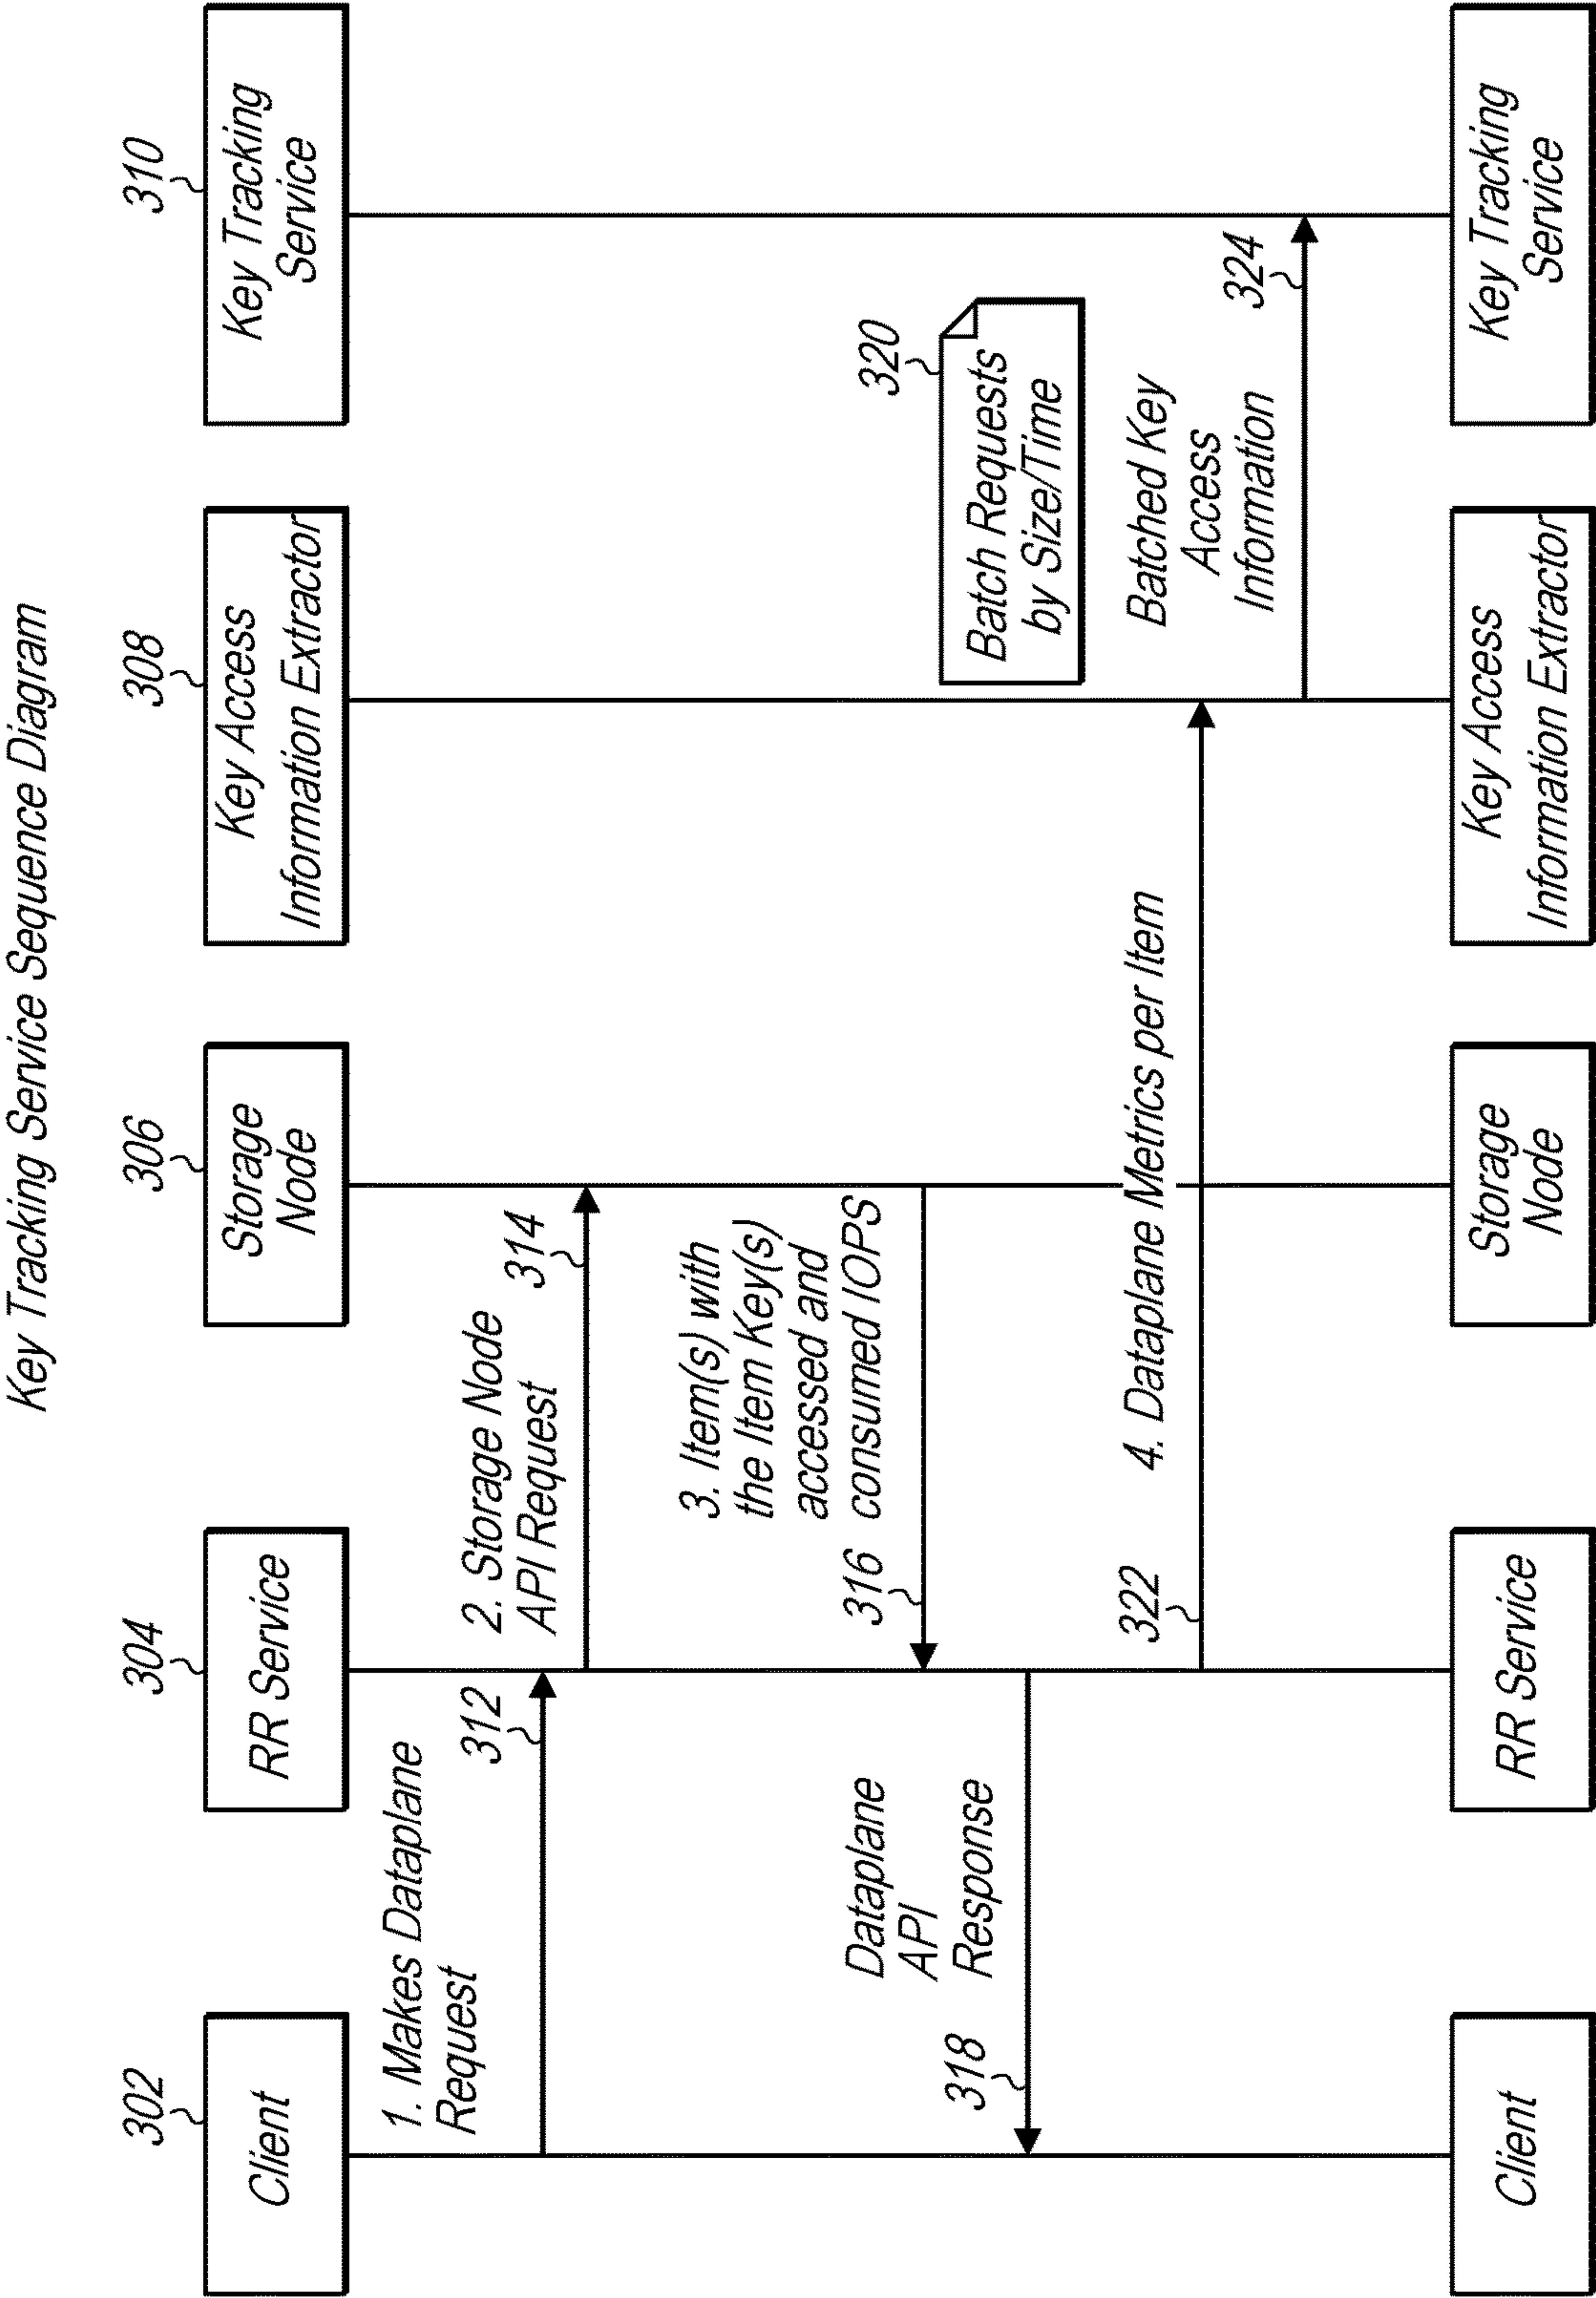 Key Tracking Service Sequence Diagram
302
304
306
308
310
Client
RR Service
Storage
Node
Key Access
Information Extractor
Key Tracking
Service
1. Makes Dataplane
Request
312
2. Storage Node
API Request
314
3. Item(s) with
the Item Key(s)
accessed and
consumed IOPS
316
Dataplane
API
Response
318
320
Batch Requests
by Size/Time
4. Dataplane Metrics per Item
322
Batched Key
Access
Information
324
Client
RR Service
Storage
Node
Key Access
Information Extractor
Key Tracking
Service